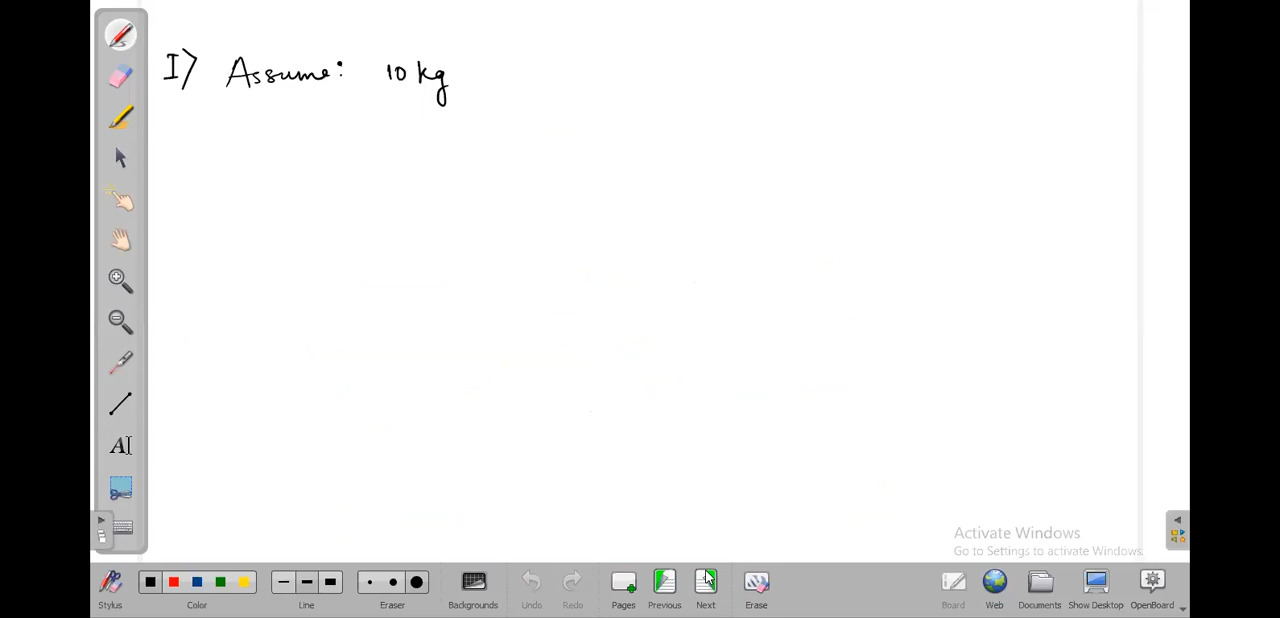 I) Assume: 10 kg
A
Activate Windows
Go to Settings to activate Windows.
Stylus Color Line Eraser Backgrounds Undo Redo Pages Previous Next Erase Board Web Documents Show Desktop OpenBoard